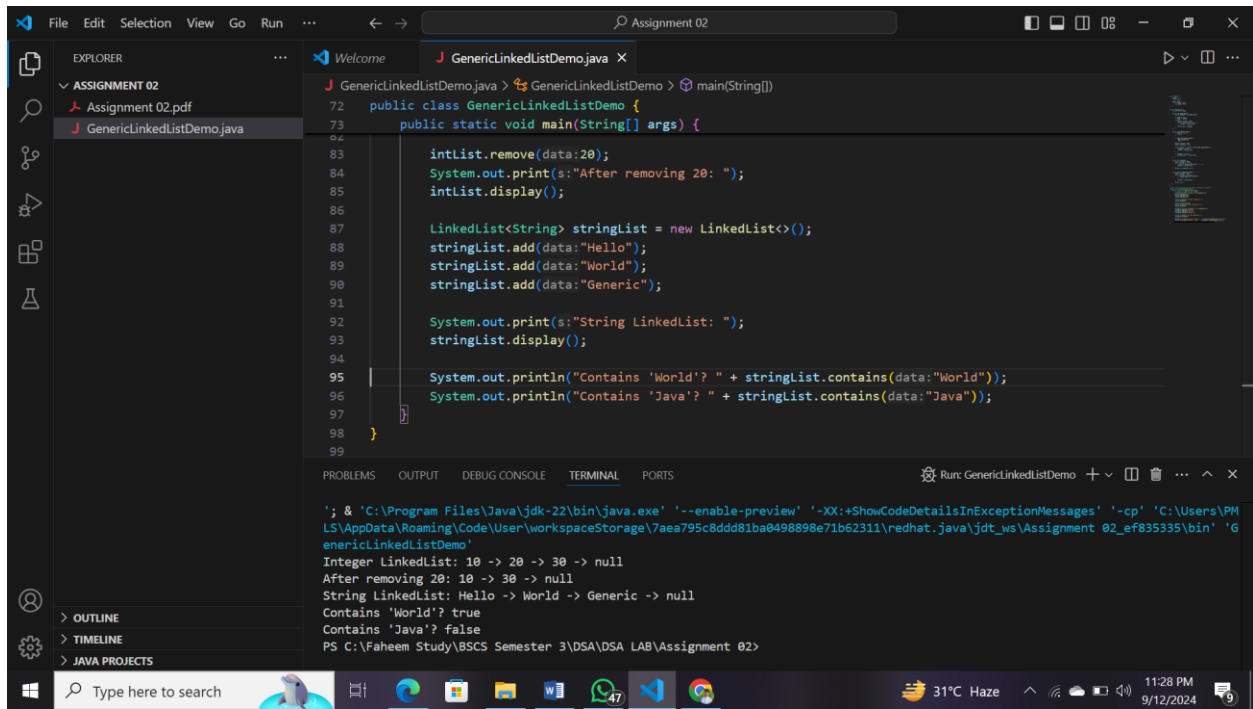 File Edit Selection View Go Run ··· ← → Assignment 02
EXPLORER ···
ASSIGNMENT 02
Assignment 02.pdf
J GenericLinkedListDemo.java
OUTLINE
TIMELINE
JAVA PROJECTS
Welcome J GenericLinkedListDemo.java ×
J GenericLinkedListDemo.java > GenericLinkedListDemo > main(String[])
72 public class GenericLinkedListDemo {
73 public static void main(String[] args) {
82
83 intList.remove(data:20);
84 System.out.print(s:"After removing 20: ");
85 intList.display();
86
87 LinkedList<String> stringList = new LinkedList<>();
88 stringList.add(data:"Hello");
89 stringList.add(data:"World");
90 stringList.add(data:"Generic");
91
92 System.out.print(s:"String LinkedList: ");
93 stringList.display();
94
95 System.out.println("Contains 'World'? " + stringList.contains(data:"World"));
96 System.out.println("Contains 'Java'? " + stringList.contains(data:"Java"));
97 }
98 }
99
PROBLEMS OUTPUT DEBUG CONSOLE TERMINAL PORTS Run: GenericLinkedListDemo
'; & 'C:\Program Files\Java\jdk-22\bin\java.exe' '--enable-preview' '-XX:+ShowCodeDetailsInExceptionMessages' '-cp' 'C:\Users\PM
LS\AppData\Roaming\Code\User\workspaceStorage\7aea795c8ddd81ba0498898e71b62311\redhat.java\jdt_ws\Assignment 02_ef835335\bin' 'G
enericLinkedListDemo'
Integer LinkedList: 10 -> 20 -> 30 -> null
After removing 20: 10 -> 30 -> null
String LinkedList: Hello -> World -> Generic -> null
Contains 'World'? true
Contains 'Java'? false
PS C:\Faheem Study\BSCS Semester 3\DSA\DSA LAB\Assignment 02>
Type here to search 47 31°C Haze 11:28 PM
9/12/2024 9